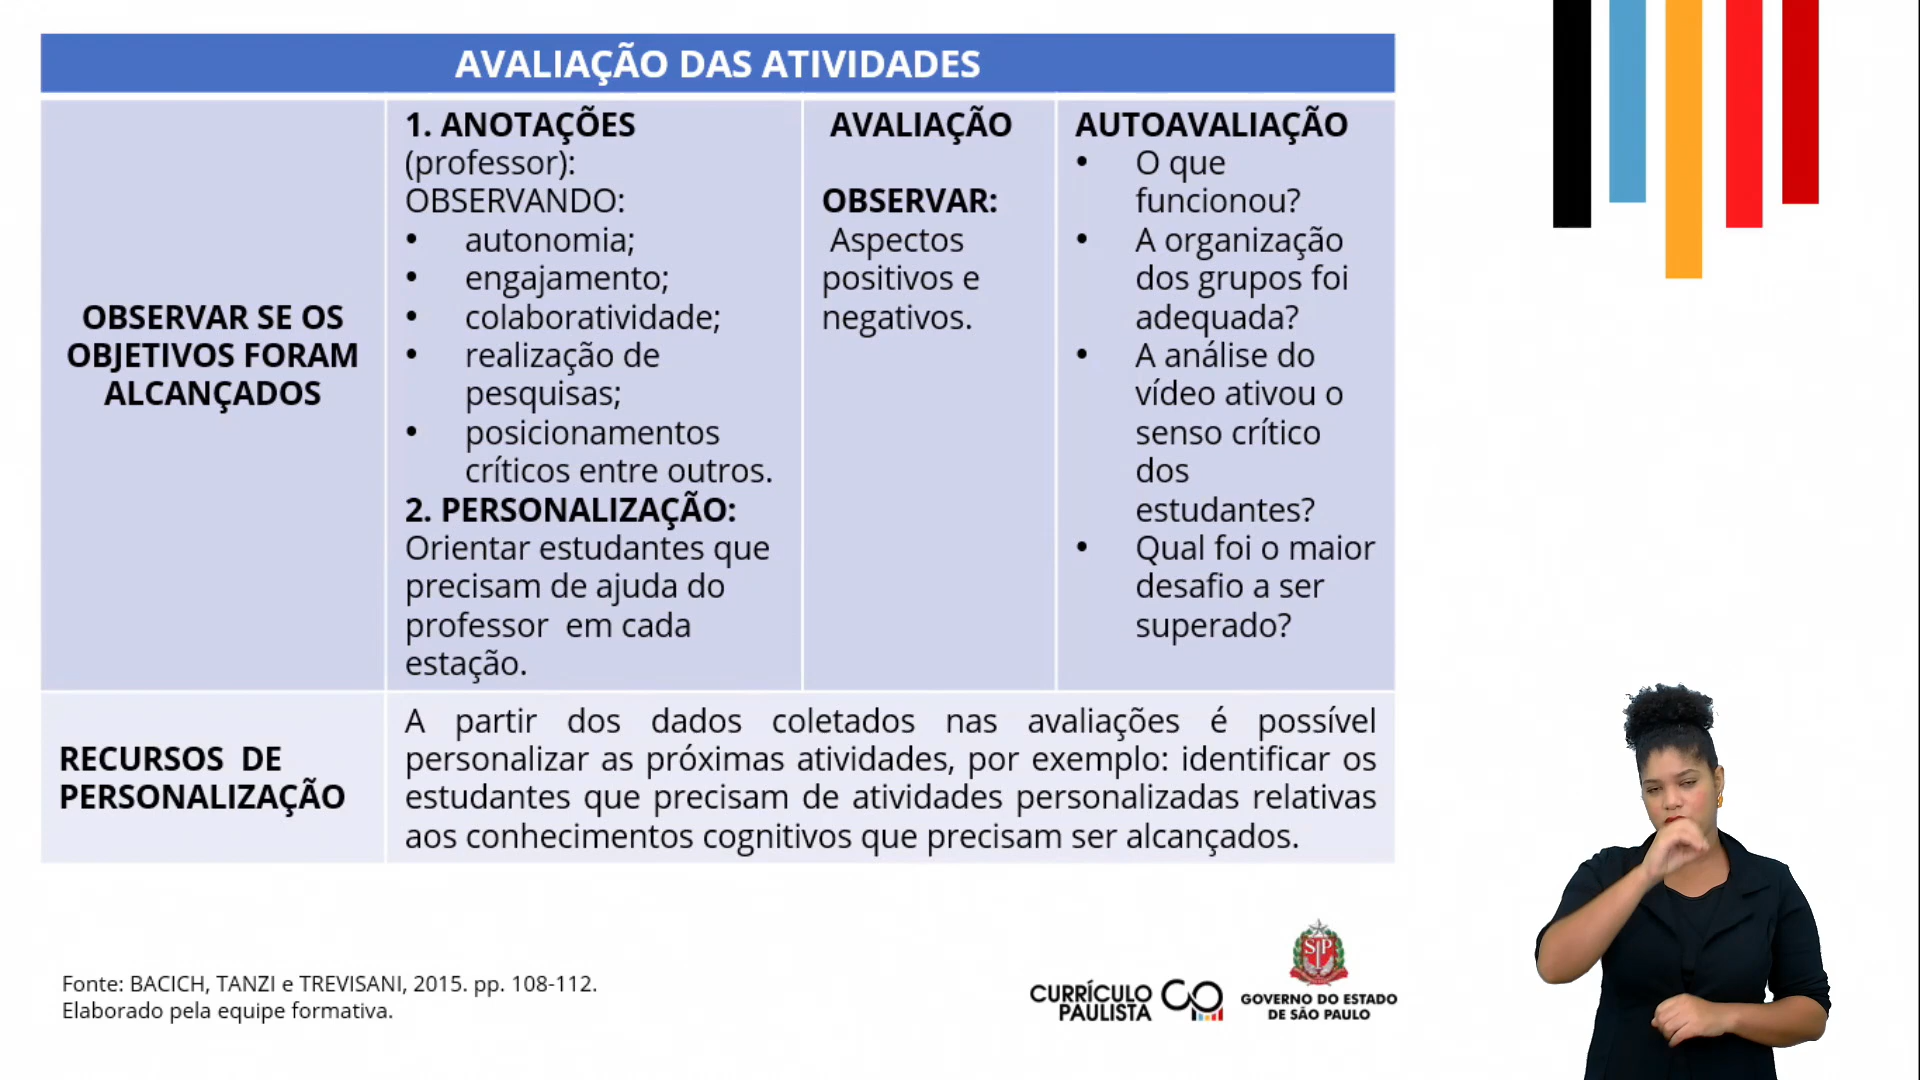 AVALIAÇÃO DAS ATIVIDADES
OBSERVAR SE OS
OBJETIVOS FORAM
ALCANÇADOS
1. ANOTAÇÕES
(professor):
OBSERVANDO:
• autonomia;
• engajamento;
• colaboratividade;
• realização de
pesquisas;
• posicionamentos
críticos entre outros.
2. PERSONALIZAÇÃO:
Orientar estudantes que
precisam de ajuda do
professor em cada
estação.
AVALIAÇÃO
OBSERVAR:
Aspectos
positivos e
negativos.
AUTOAVALIAÇÃO
• O que
funcionou?
• A organização
dos grupos foi
adequada?
• A análise do
vídeo ativou o
senso crítico
dos
estudantes?
• Qual foi o maior
desafio a ser
superado?
RECURSOS DE
PERSONALIZAÇÃO
A partir dos dados coletados nas avaliações é possível
personalizar as próximas atividades, por exemplo: identificar os
estudantes que precisam de atividades personalizadas relativas
aos conhecimentos cognitivos que precisam ser alcançados.
Fonte: BACICH, TANZI e TREVISANI, 2015. pp. 108-112.
Elaborado pela equipe formativa.
CURRÍCULO
PAULISTA
SP
GOVERNO DO ESTADO
DE SÃO PAULO